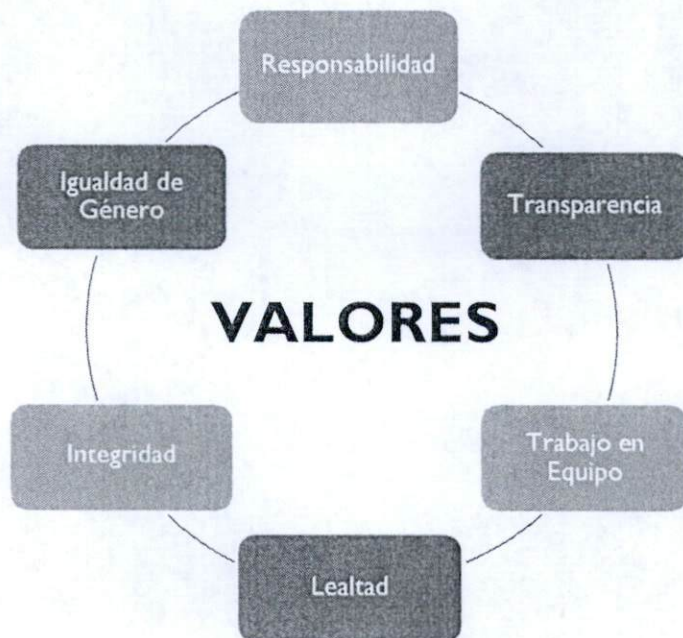 Responsabilidad
Igualdad de
Género
Transparencia
VALORES
Integridad
Trabajo en
Equipo
Lealtad